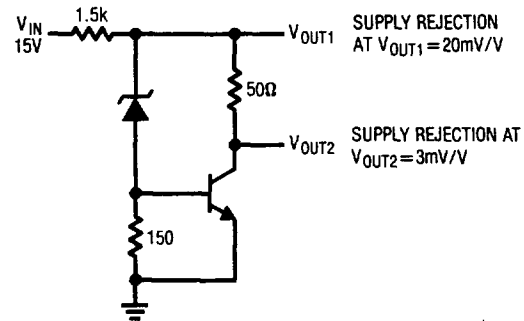 V_IN
15V
1.5k
V_OUT1
SUPPLY REJECTION
AT V_OUT1 = 20mV/V
50Ω
V_OUT2
SUPPLY REJECTION AT
V_OUT2 = 3mV/V
150